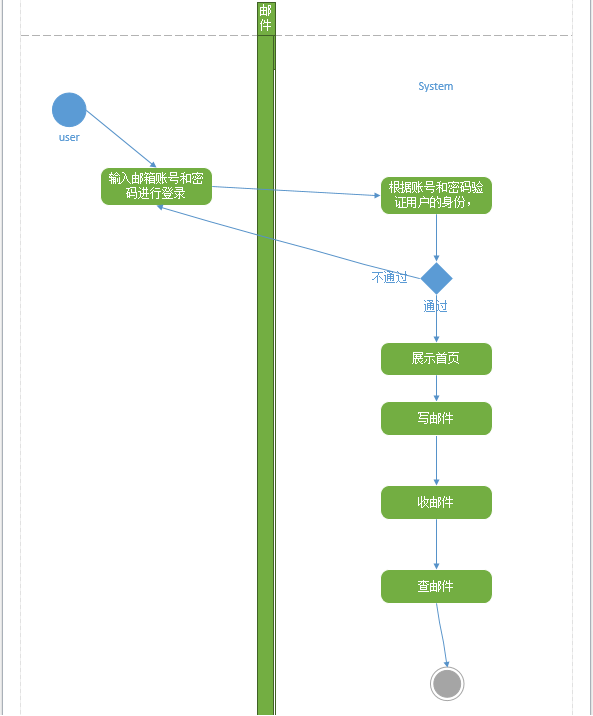 邮
件
System
user
输入邮箱账号和密
码进行登录
根据账号和密码验
证用户的身份，
不通过
通过
展示首页
写邮件
收邮件
查邮件